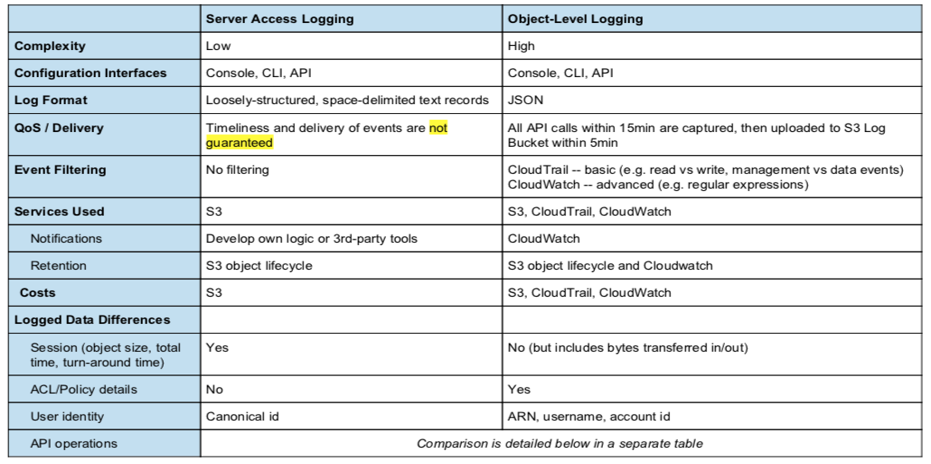 Server Access Logging Object-Level Logging
Complexity Low High
Configuration Interfaces Console, CLI, API Console, CLI, API
Log Format Loosely-structured, space-delimited text records JSON
QoS / Delivery Timeliness and delivery of events are not All API calls within 15min are captured, then uploaded to S3 Log
guaranteed Bucket within 5min
Event Filtering No filtering CloudTrail -- basic (e.g. read vs write, management vs data events)
CloudWatch -- advanced (e.g. regular expressions)
Services Used S3 S3, CloudTrail, CloudWatch
Notifications Develop own logic or 3rd-party tools CloudWatch
Retention S3 object lifecycle S3 object lifecycle and Cloudwatch
Costs S3 S3, CloudTrail, CloudWatch
Logged Data Differences
Session (object size, total Yes No (but includes bytes transferred in/out)
time, turn-around time)
ACL/Policy details No Yes
User identity Canonical id ARN, username, account id
API operations Comparison is detailed below in a separate table